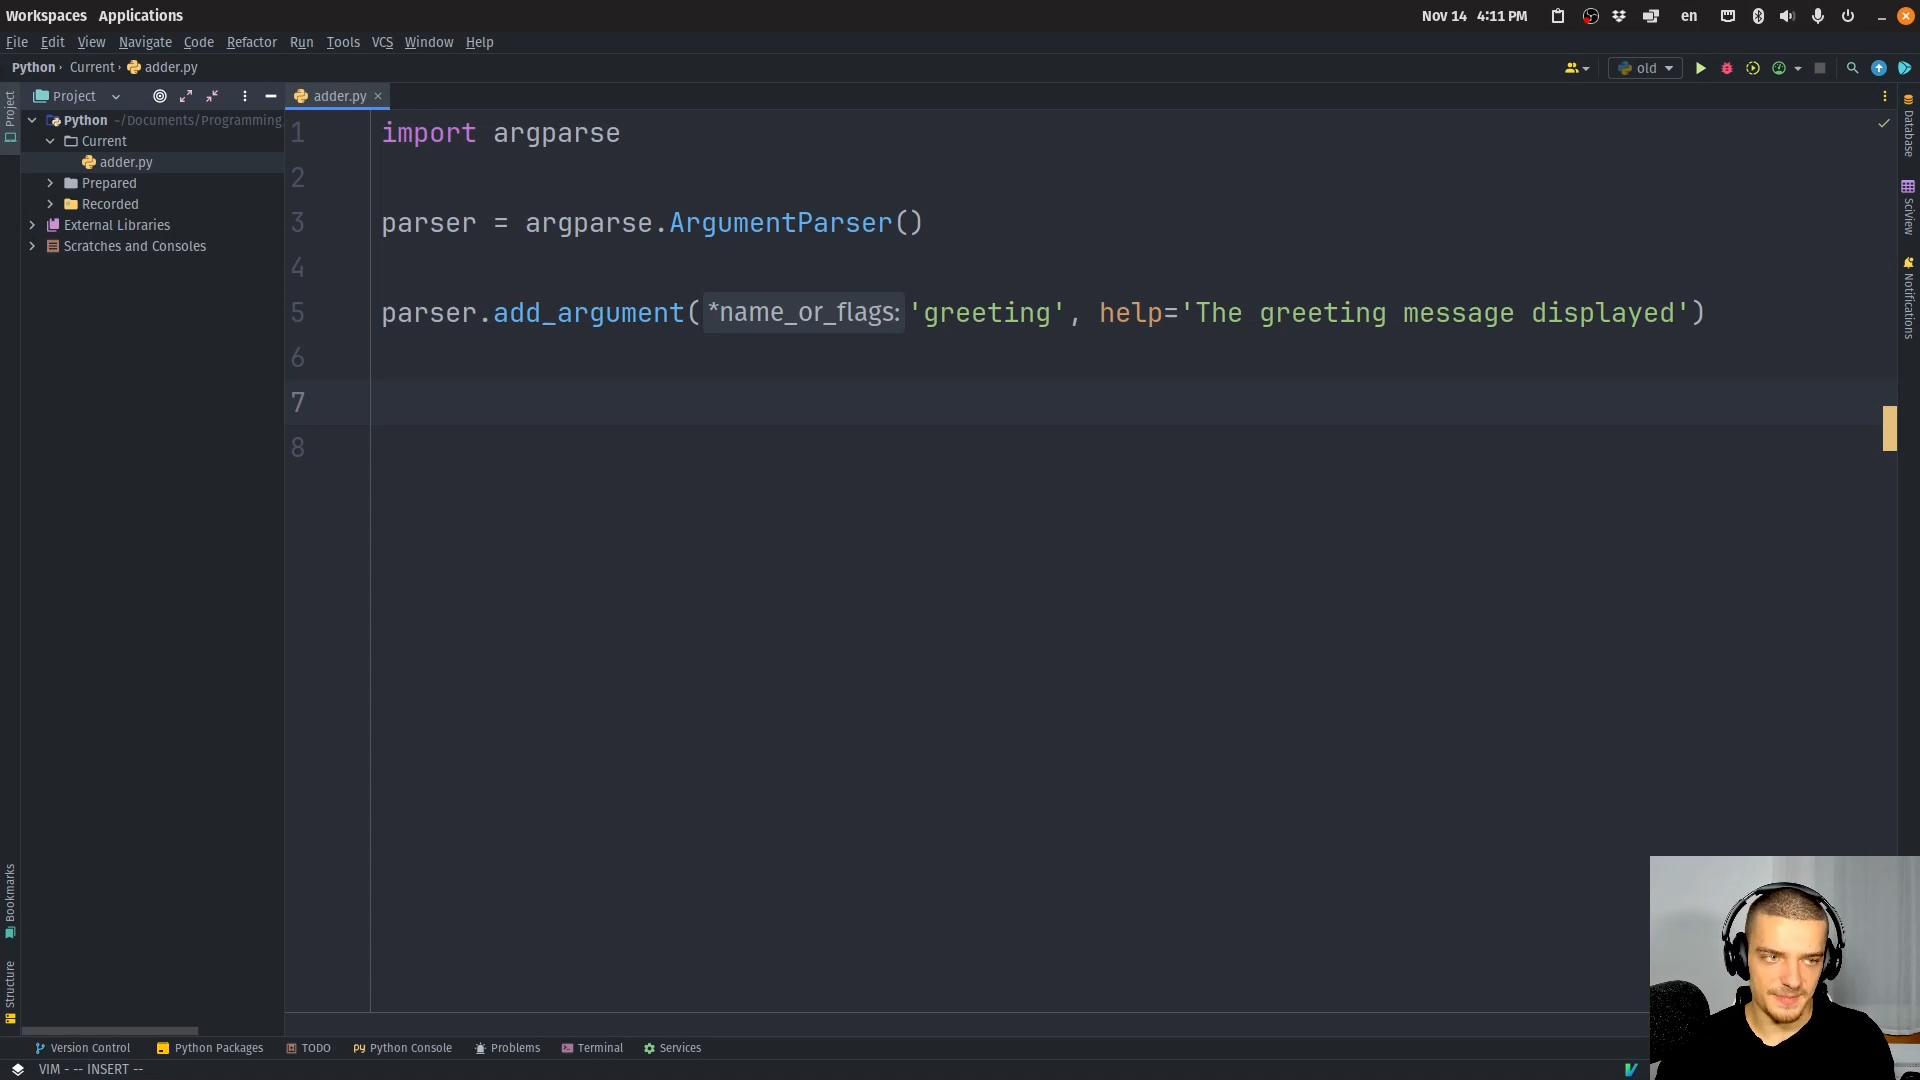 Workspaces Applications
Nov 14 4:11 PM
en
File Edit View Navigate Code Refactor Run Tools VCS Window Help
Python Current adder.py
old
Project
adder.py
Project
Python ~/Documents/Programming
Current
adder.py
Prepared
Recorded
External Libraries
Scratches and Consoles
1 import argparse
2
3 parser = argparse.ArgumentParser()
4
5 parser.add_argument(*name_or_flags: 'greeting', help='The greeting message displayed')
6
7
8
Database
SciView
Notifications
Bookmarks
Structure
Version Control Python Packages TODO Python Console Problems Terminal Services
VIM - -- INSERT --